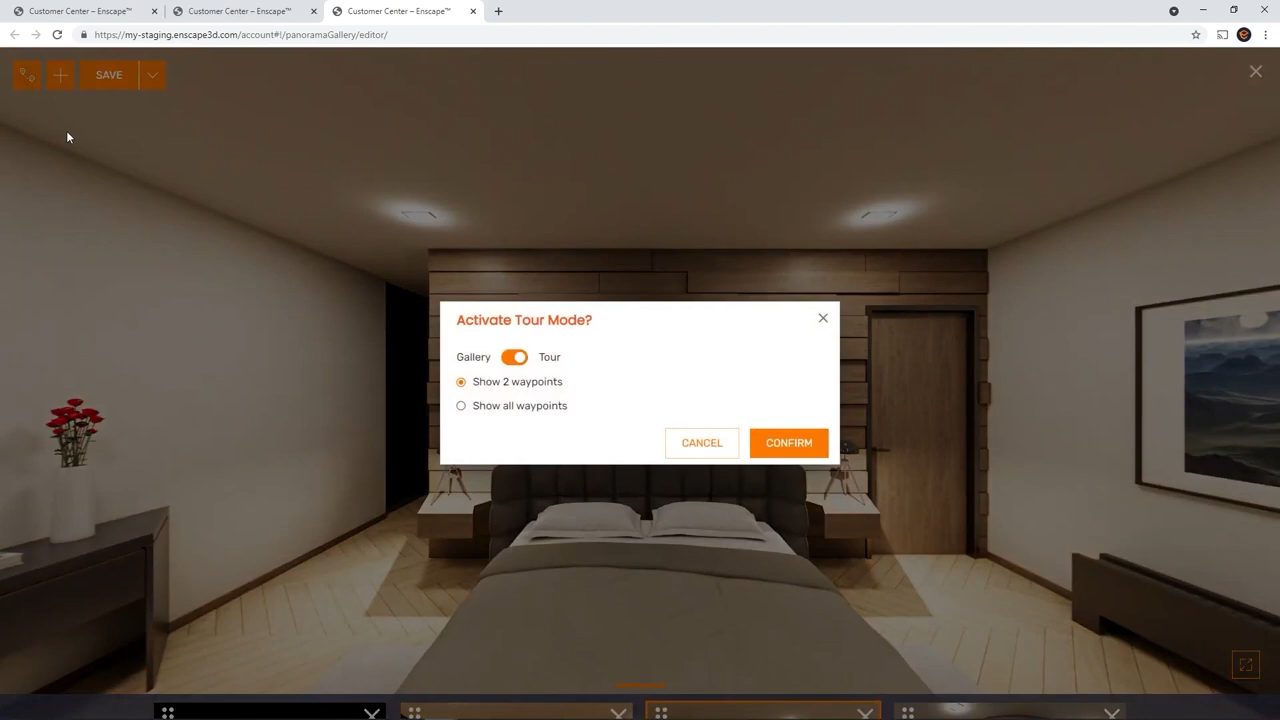 Customer Center – Enscape™
Customer Center – Enscape™
Customer Center – Enscape™
https://my-staging.enscape3d.com/account#!/panoramaGallery/editor/
SAVE
Activate Tour Mode?
Gallery Tour
Show 2 waypoints
Show all waypoints
CANCEL CONFIRM